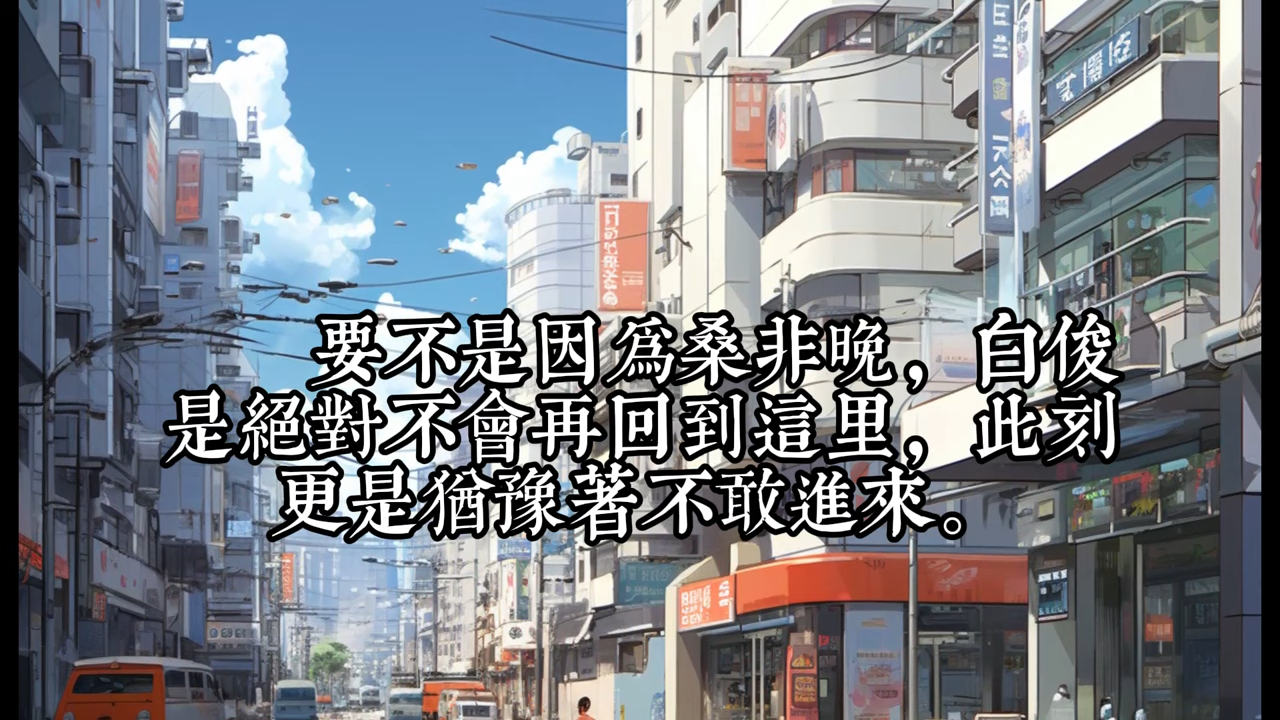 要不是因爲桑非晚，白俊
是絕對不會再回到這里，此刻
更是猶豫著不敢進來。